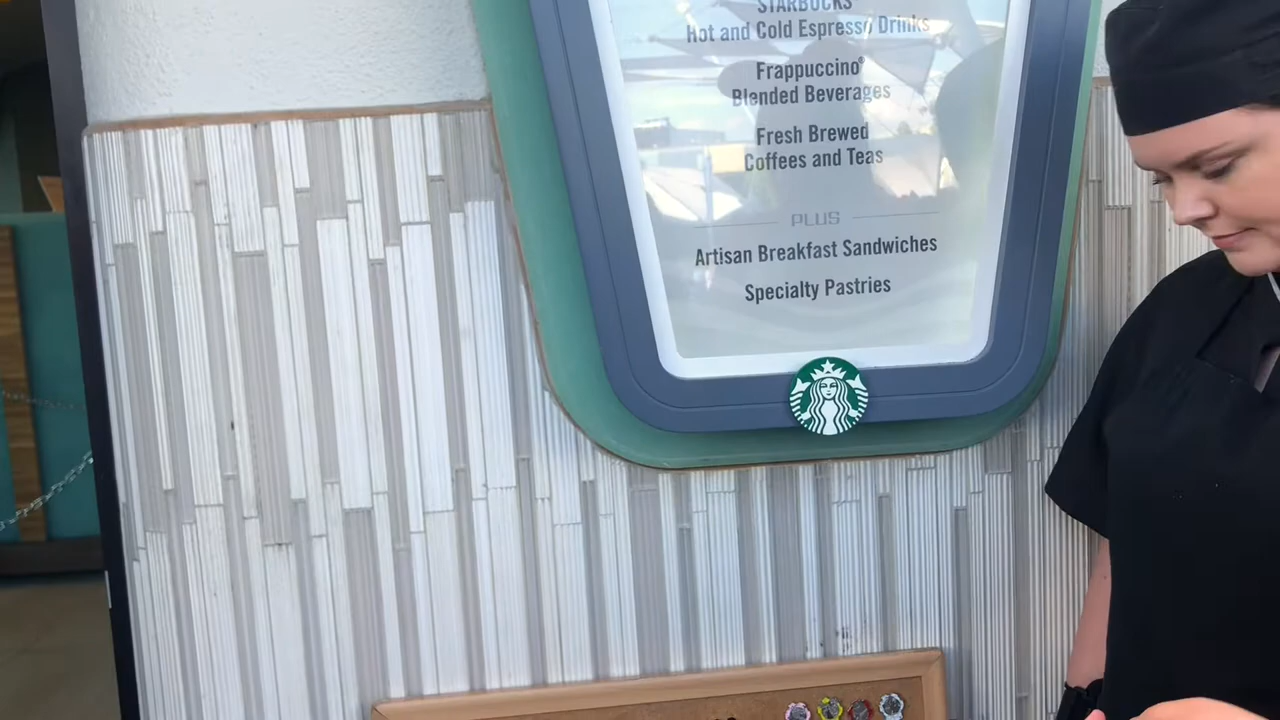 STARBUCKS
Hot and Cold Espresso Drinks
Frappuccino®
Blended Beverages
Fresh Brewed
Coffees and Teas
PLUS
Artisan Breakfast Sandwiches
Specialty Pastries